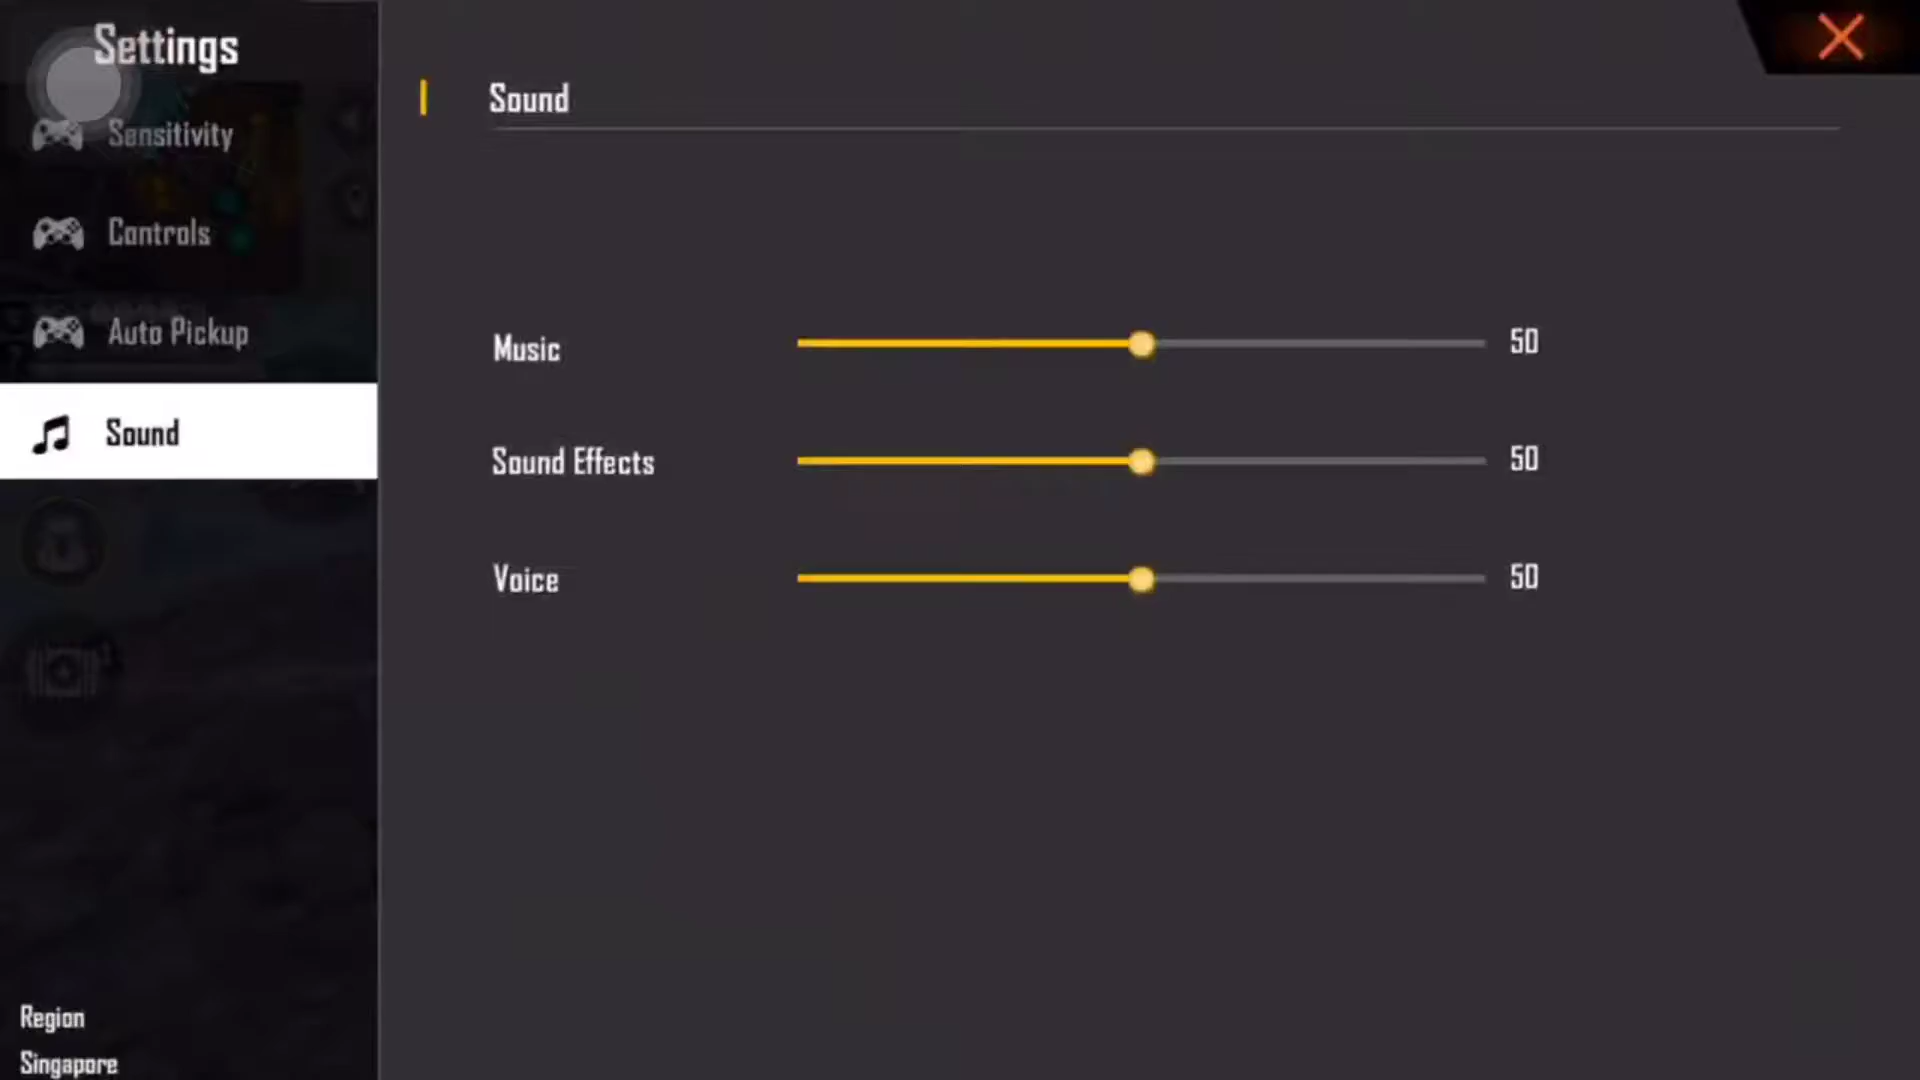 Settings
Sensitivity
Controls
Auto Pickup
Sound
Region
Singapore
Sound
Music 50
Sound Effects 50
Voice 50